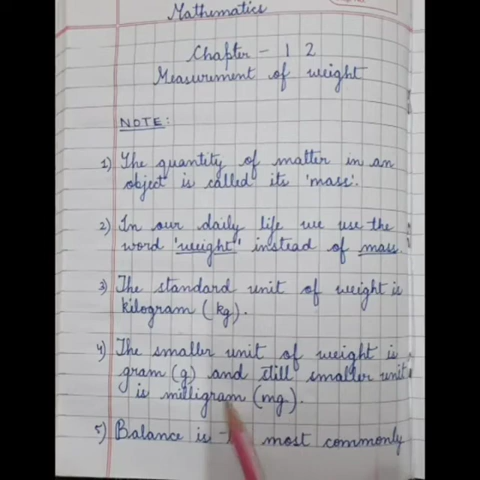 Mathematics
Chapter - 12
Measurement of weight
NOTE:
1) The quantity of matter in an
object is called its 'mass'.
2) In our daily life we use the
word 'weight' instead of mass.
3) The standard unit of weight is
kilogram (kg).
4) The smaller unit of weight is
gram (g) and still smaller unit
is milligram (mg).
5) Balance is most commonly